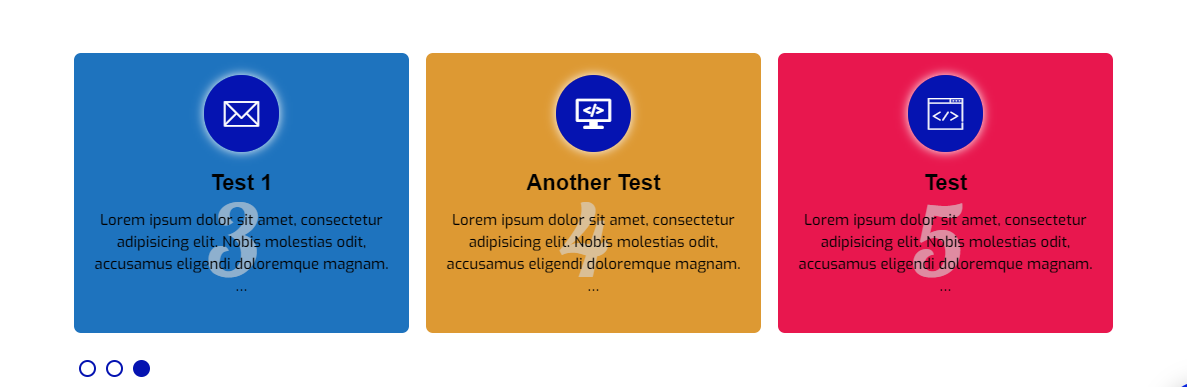 </>
</>
Test 1
Another Test
Test
3
4
5
Lorem ipsum dolor sit amet, consectetur
adipisicing elit. Nobis molestias odit,
accusamus eligendi doloremque magnam.
...
Lorem ipsum dolor sit amet, consectetur
adipisicing elit. Nobis molestias odit,
accusamus eligendi doloremque magnam.
...
Lorem ipsum dolor sit amet, consectetur
adipisicing elit. Nobis molestias odit,
accusamus eligendi doloremque magnam.
...